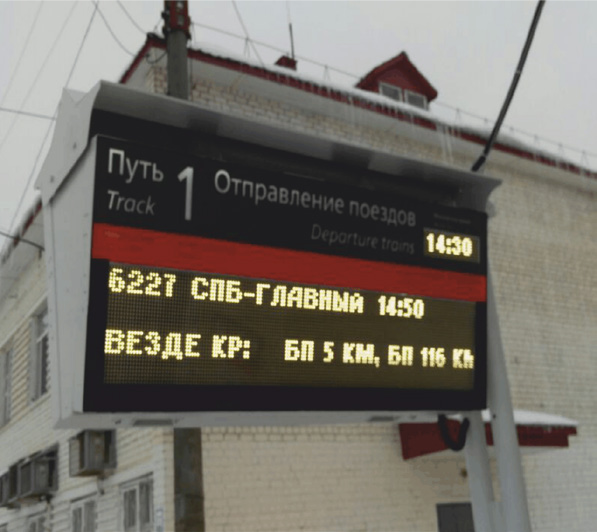 Путь 1 Отправление поездов
Track Departure trains 14:30
6227 СПБ-ГЛАВНЫЙ 14:50
ВЕЗДЕ КР: БП 5 КМ, БП 116 КМ